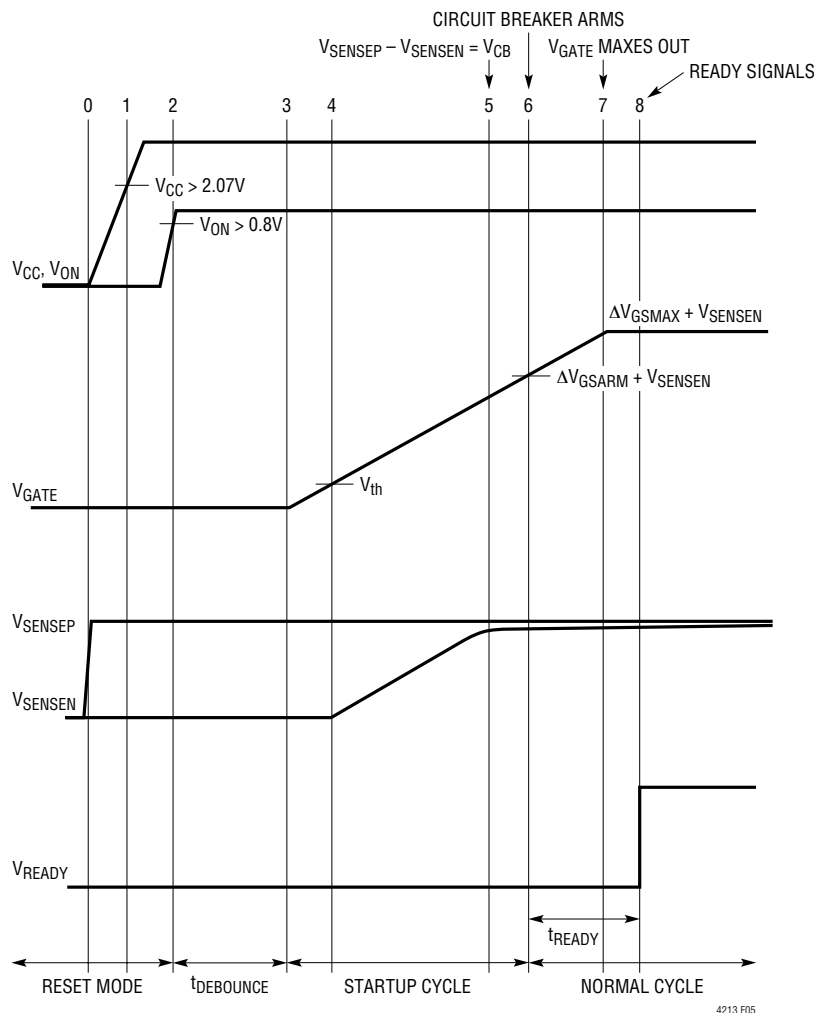 CIRCUIT BREAKER ARMS
VSENSEP – VSENSEN = VCB
VGATE MAXES OUT
READY SIGNALS
0 1 2 3 4 5 6 7 8
VCC > 2.07V
VON > 0.8V
VCC, VON
ΔVGSMAX + VSENSEN
ΔVGSARM + VSENSEN
VGATE
Vth
VSENSEP
VSENSEN
VREADY
tREADY
RESET MODE tDEBOUNCE STARTUP CYCLE NORMAL CYCLE
4213 F05